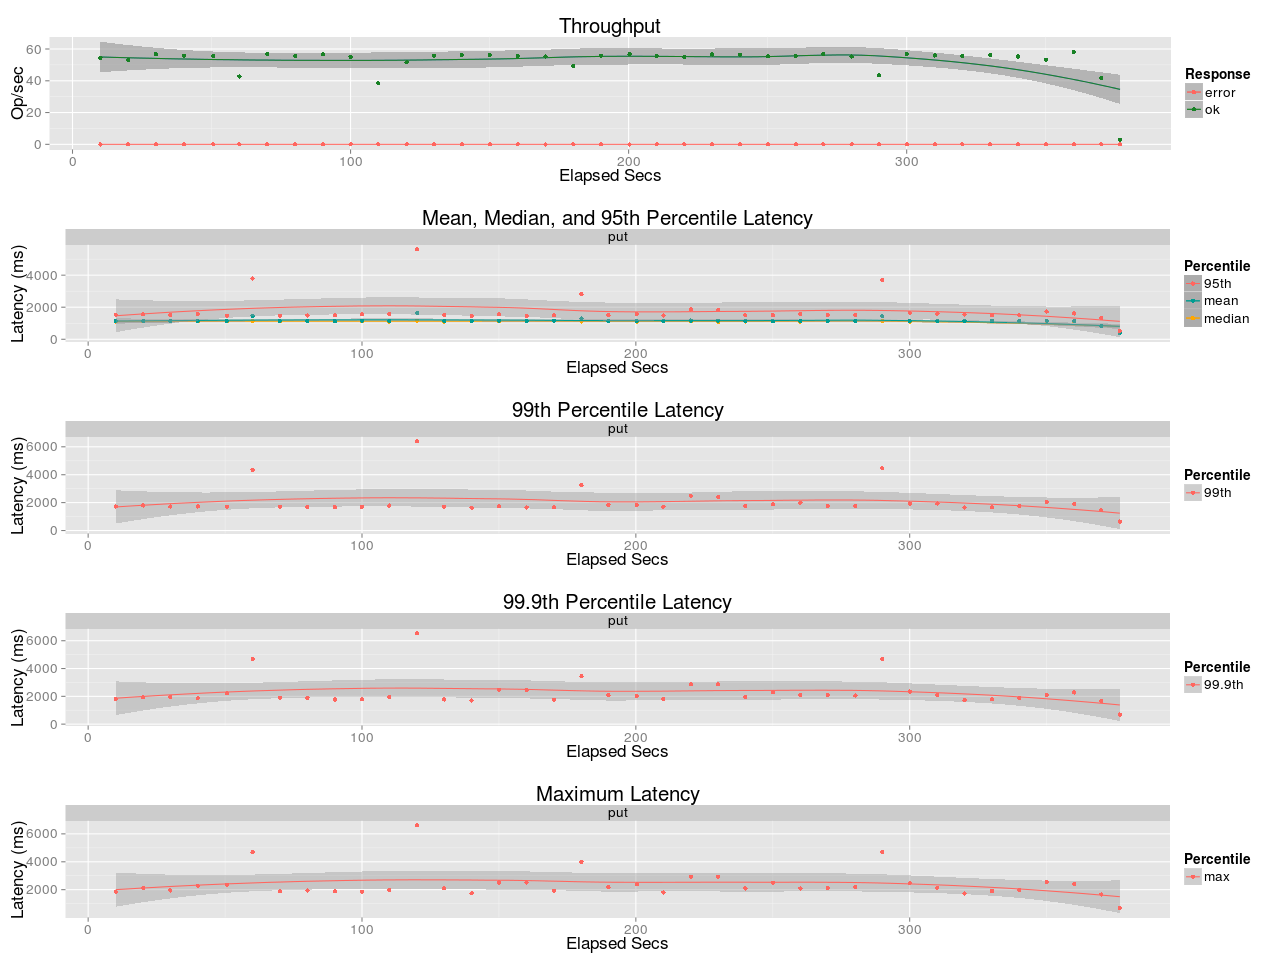 Throughput
60
40
20
0
Op/sec
0 100 200 300
Elapsed Secs
Response
error
ok
Mean, Median, and 95th Percentile Latency
put
4000
2000
0
Latency (ms)
0 100 200 300
Elapsed Secs
Percentile
95th
mean
median
99th Percentile Latency
put
6000
4000
2000
0
Latency (ms)
0 100 200 300
Elapsed Secs
Percentile
99th
99.9th Percentile Latency
put
6000
4000
2000
0
Latency (ms)
0 100 200 300
Elapsed Secs
Percentile
99.9th
Maximum Latency
put
6000
4000
2000
Latency (ms)
0 100 200 300
Elapsed Secs
Percentile
max